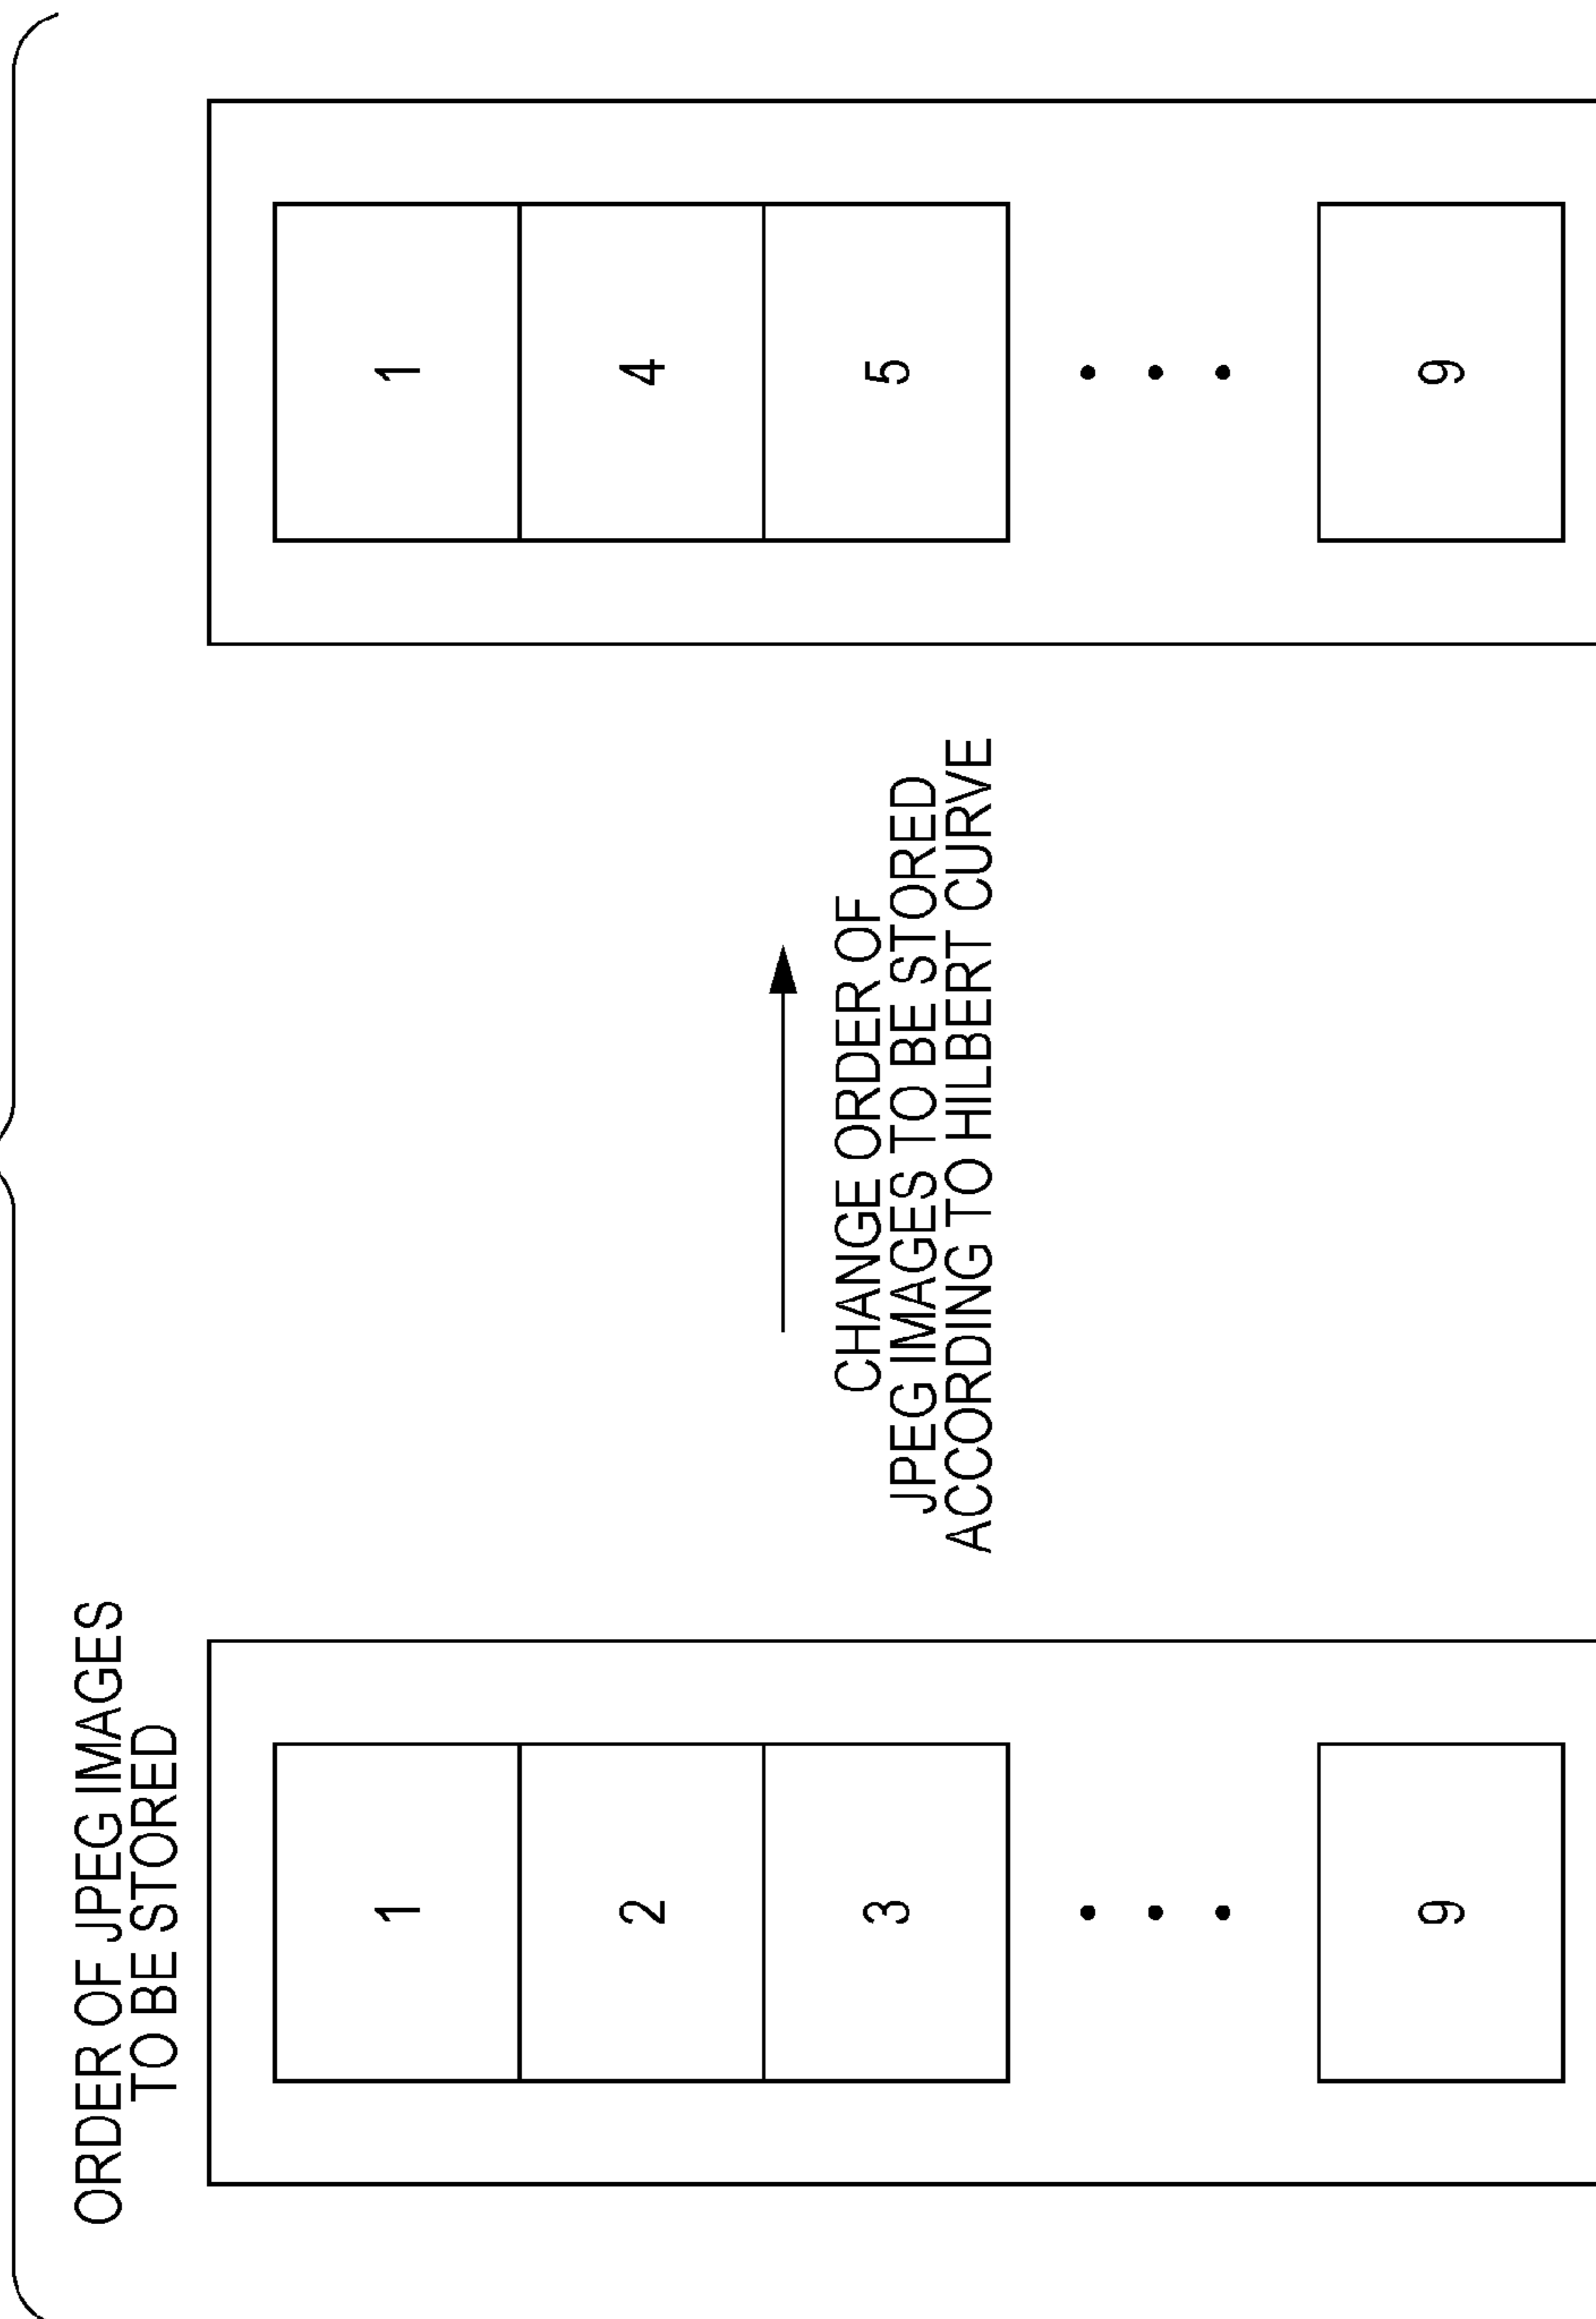 ORDER OF JPEG IMAGES
TO BE STORED
1
2
3
9
CHANGE ORDER OF
JPEG IMAGES TO BE STORED
ACCORDING TO HILBERT CURVE
1
4
5
9